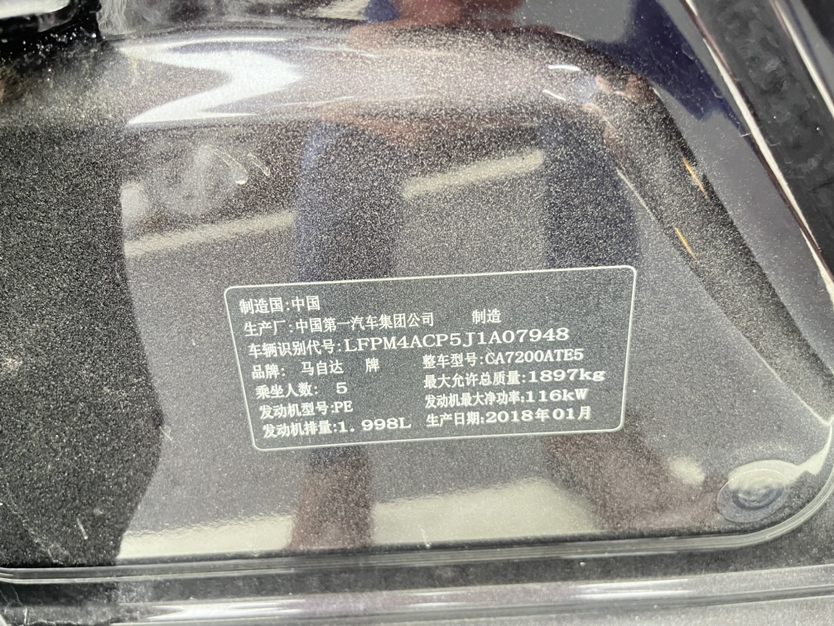 制造国:中国
生产厂:中国第一汽车集团公司 制造
车辆识别代号:LFPM4ACP5J1A07948
品牌: 马自达 牌 整车型号:CA7200ATE5
乘坐人数: 5 最大允许总质量:1897kg
发动机型号:PE 发动机最大净功率:116kW
发动机排量:1.998L 生产日期:2018年01月